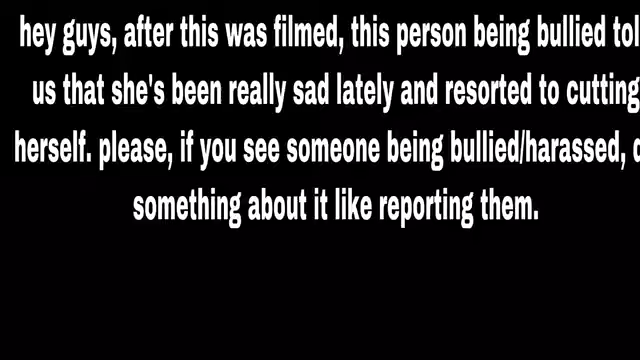 hey guys, after this was filmed, this person being bullied tol
us that she's been really sad lately and resorted to cutting
herself. please, if you see someone being bullied/harassed, d
something about it like reporting them.